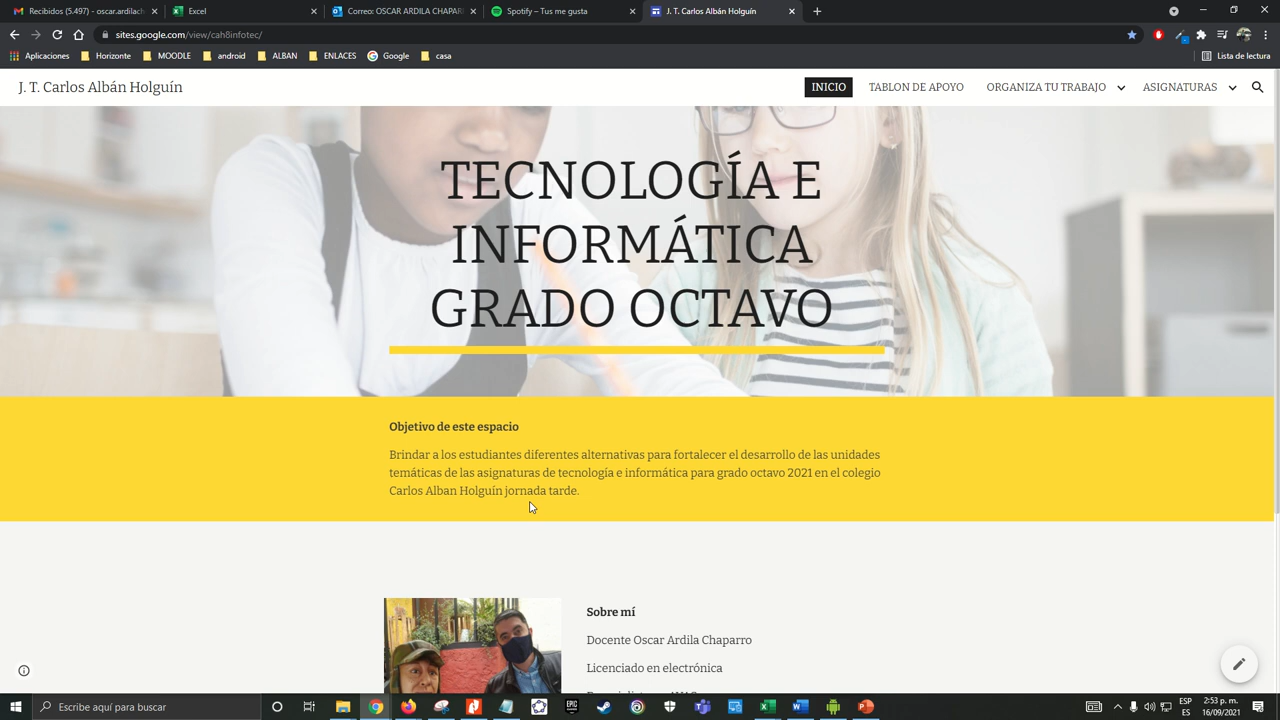 Recibidos (5.497) - oscar.ardilach
Excel
Correo: OSCAR ARDILA CHAPAR
Spotify – Tus me gusta
J. T. Carlos Albán Holguín
sites.google.com/view/cah8infotec/
Aplicaciones
Horizonte
MOODLE
android
ALBAN
ENLACES
Google
casa
Lista de lectura
J. T. Carlos Albán Holguín
INICIO
TABLON DE APOYO
ORGANIZA TU TRABAJO
ASIGNATURAS
TECNOLOGÍA E
INFORMÁTICA
GRADO OCTAVO
Objetivo de este espacio
Brindar a los estudiantes diferentes alternativas para fortalecer el desarrollo de las unidades
temáticas de las asignaturas de tecnología e informática para grado octavo 2021 en el colegio
Carlos Alban Holguín jornada tarde.
Sobre mí
Docente Oscar Ardila Chaparro
Licenciado en electrónica
Escribe aquí para buscar
ESP
ES
2:53 p. m.
16/09/2021